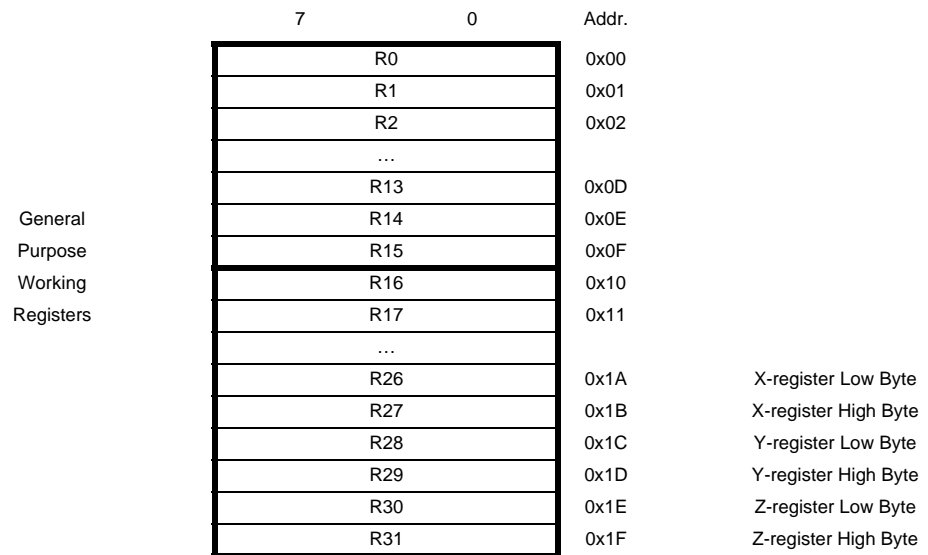 7 0 Addr.
R0 0x00
R1 0x01
R2 0x02
…
R13 0x0D
General R14 0x0E
Purpose R15 0x0F
Working R16 0x10
Registers R17 0x11
…
R26 0x1A X-register Low Byte
R27 0x1B X-register High Byte
R28 0x1C Y-register Low Byte
R29 0x1D Y-register High Byte
R30 0x1E Z-register Low Byte
R31 0x1F Z-register High Byte